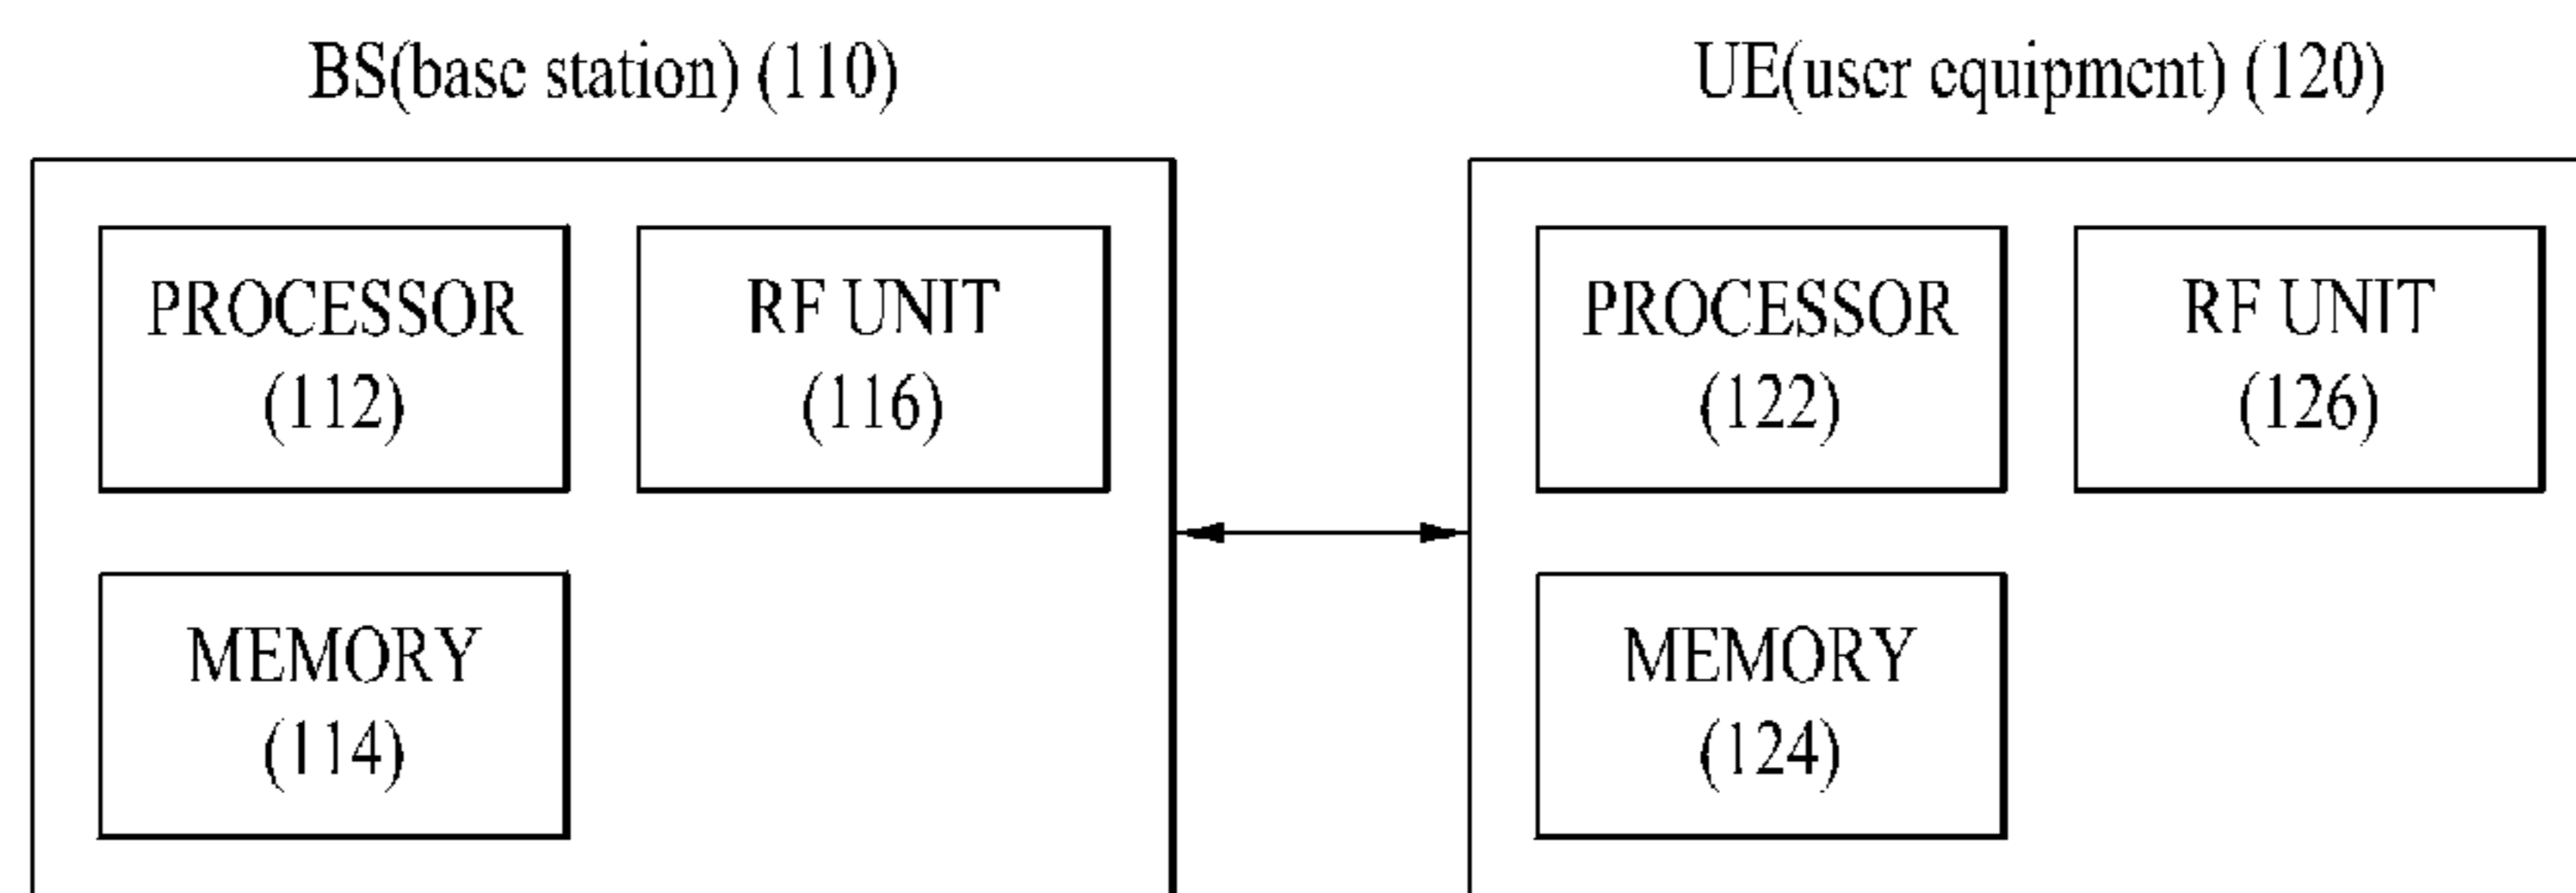 BS(base station) (110)
UE(user equipment) (120)
PROCESSOR
(112)
RF UNIT
(116)
MEMORY
(114)
PROCESSOR
(122)
RF UNIT
(126)
MEMORY
(124)